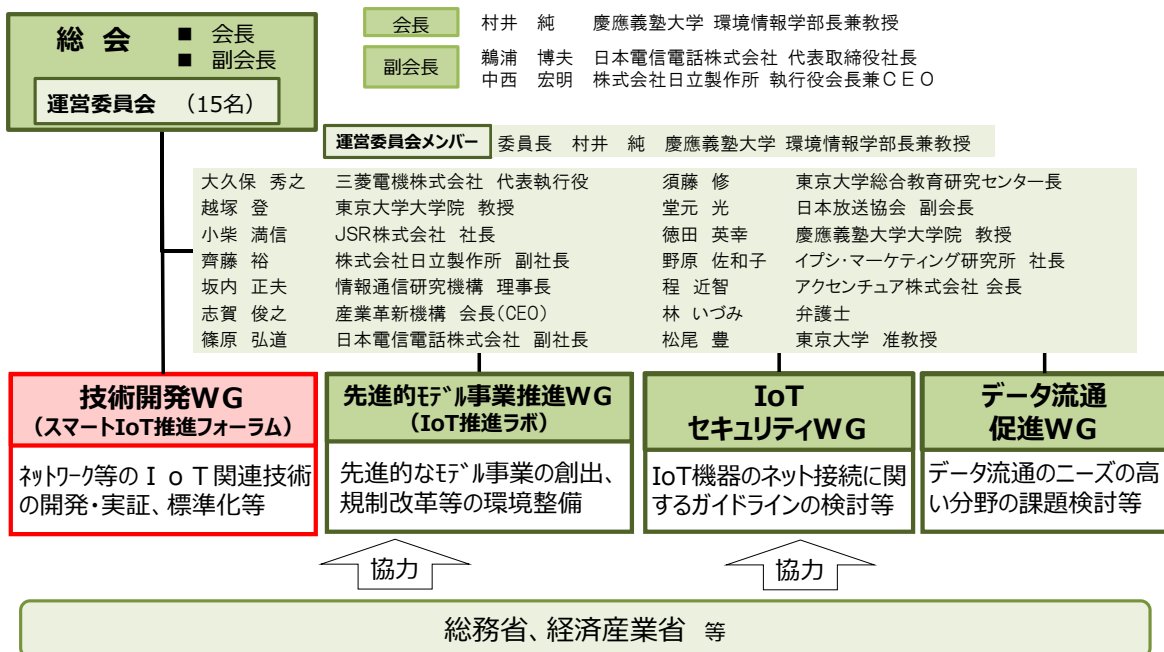 総 会
■ 会長
■ 副会長
運営委員会 （15名）
会長 村井 純 慶應義塾大学 環境情報学部長兼教授
副会長 鵜浦 博夫 日本電信電話株式会社 代表取締役社長
中西 宏明 株式会社日立製作所 執行役会長兼ＣＥＯ
運営委員会メンバー 委員長 村井 純 慶應義塾大学 環境情報学部長兼教授
大久保 秀之 三菱電機株式会社 代表執行役 須藤 修 東京大学総合教育研究センター長
越塚 登 東京大学大学院 教授 堂元 光 日本放送協会 副会長
小柴 満信 JSR株式会社 社長 徳田 英幸 慶應義塾大学大学院 教授
齊藤 裕 株式会社日立製作所 副社長 野原 佐和子 イプシ・マーケティング研究所 社長
坂内 正夫 情報通信研究機構 理事長 程 近智 アクセンチュア株式会社 会長
志賀 俊之 産業革新機構 会長（CEO） 林 いづみ 弁護士
篠原 弘道 日本電信電話株式会社 副社長 松尾 豊 東京大学 准教授
技術開発ＷＧ
（スマートIoT推進フォーラム）
ﾈｯﾄﾜｰｸ等のＩｏＴ関連技術
の開発・実証、標準化等
先進的ﾓﾃﾞﾙ事業推進ＷＧ
（IoT推進ラボ）
先進的なﾓﾃﾞﾙ事業の創出、
規制改革等の環境整備
IoT
セキュリティＷＧ
IoT機器のネット接続に関
するガイドラインの検討等
データ流通
促進ＷＧ
データ流通のニーズの高
い分野の課題検討等
協力
協力
総務省、経済産業省 等